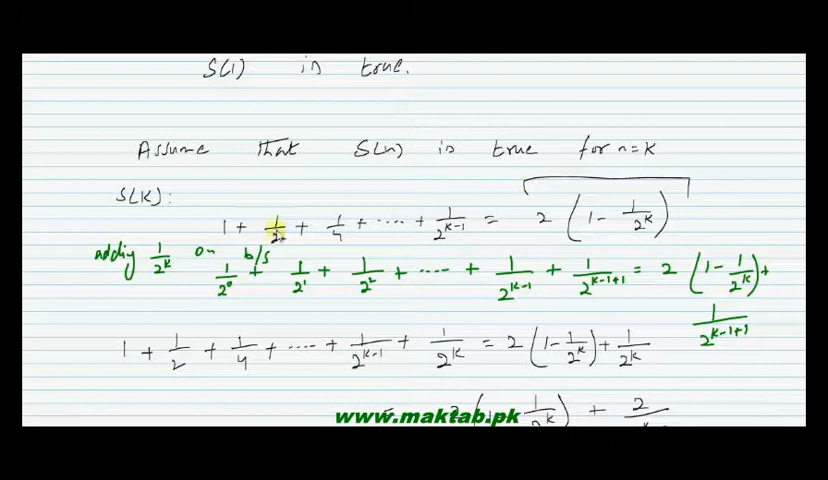 S(1) is true.
Assume that S(n) is true for n=k
S(k):
1 + 1/2 + 1/4 + ···· + 1/2^(k-1) = 2 (1 - 1/2^k)
adding 1/2^k on b/s
1/2^0 + 1/2^1 + 1/2^2 + ···· + 1/2^(k-1) + 1/2^(k-1+1) = 2 (1 - 1/2^k) +
1/2^(k-1+1)
1 + 1/2 + 1/4 + ···· + 1/2^(k-1) + 1/2^k = 2 (1 - 1/2^k) + 1/2^k
www.maktab.pk